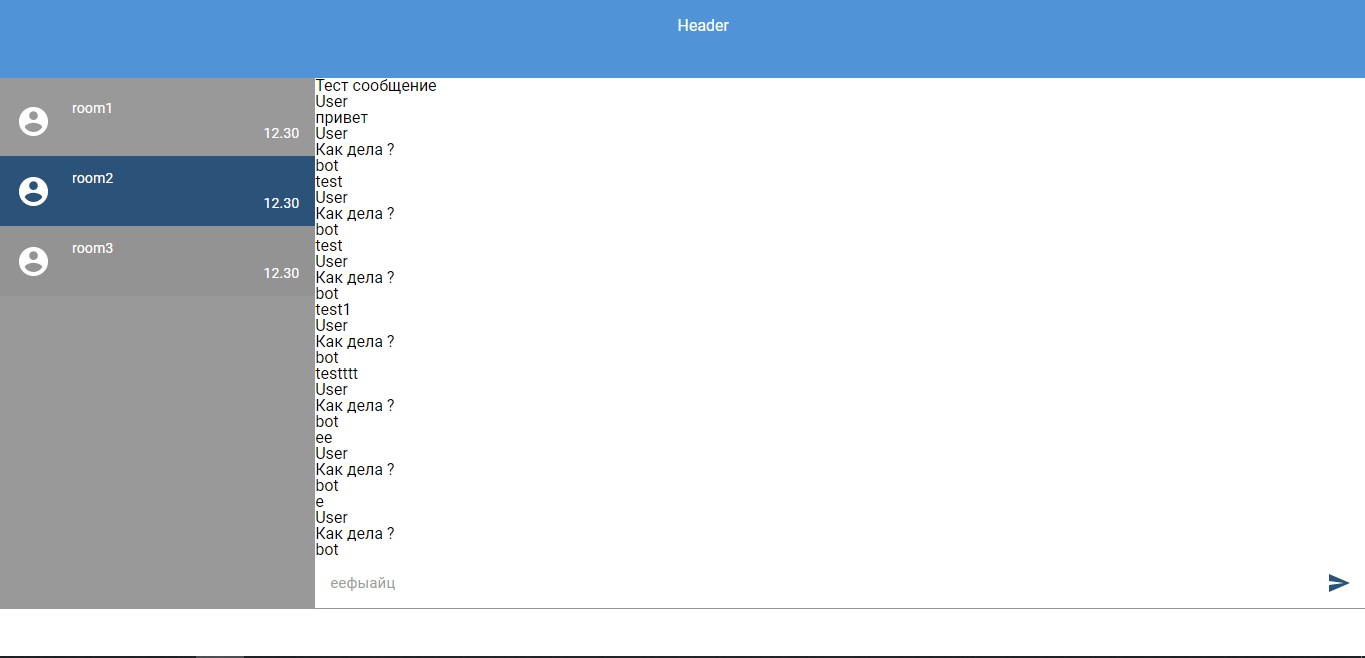 Header
room1
12.30
room2
12.30
room3
12.30
Тест сообщение
User
привет
User
Как дела ?
bot
test
User
Как дела ?
bot
test
User
Как дела ?
bot
test1
User
Как дела ?
bot
testttt
User
Как дела ?
bot
ее
User
Как дела ?
bot
е
User
Как дела ?
bot
еефыайц